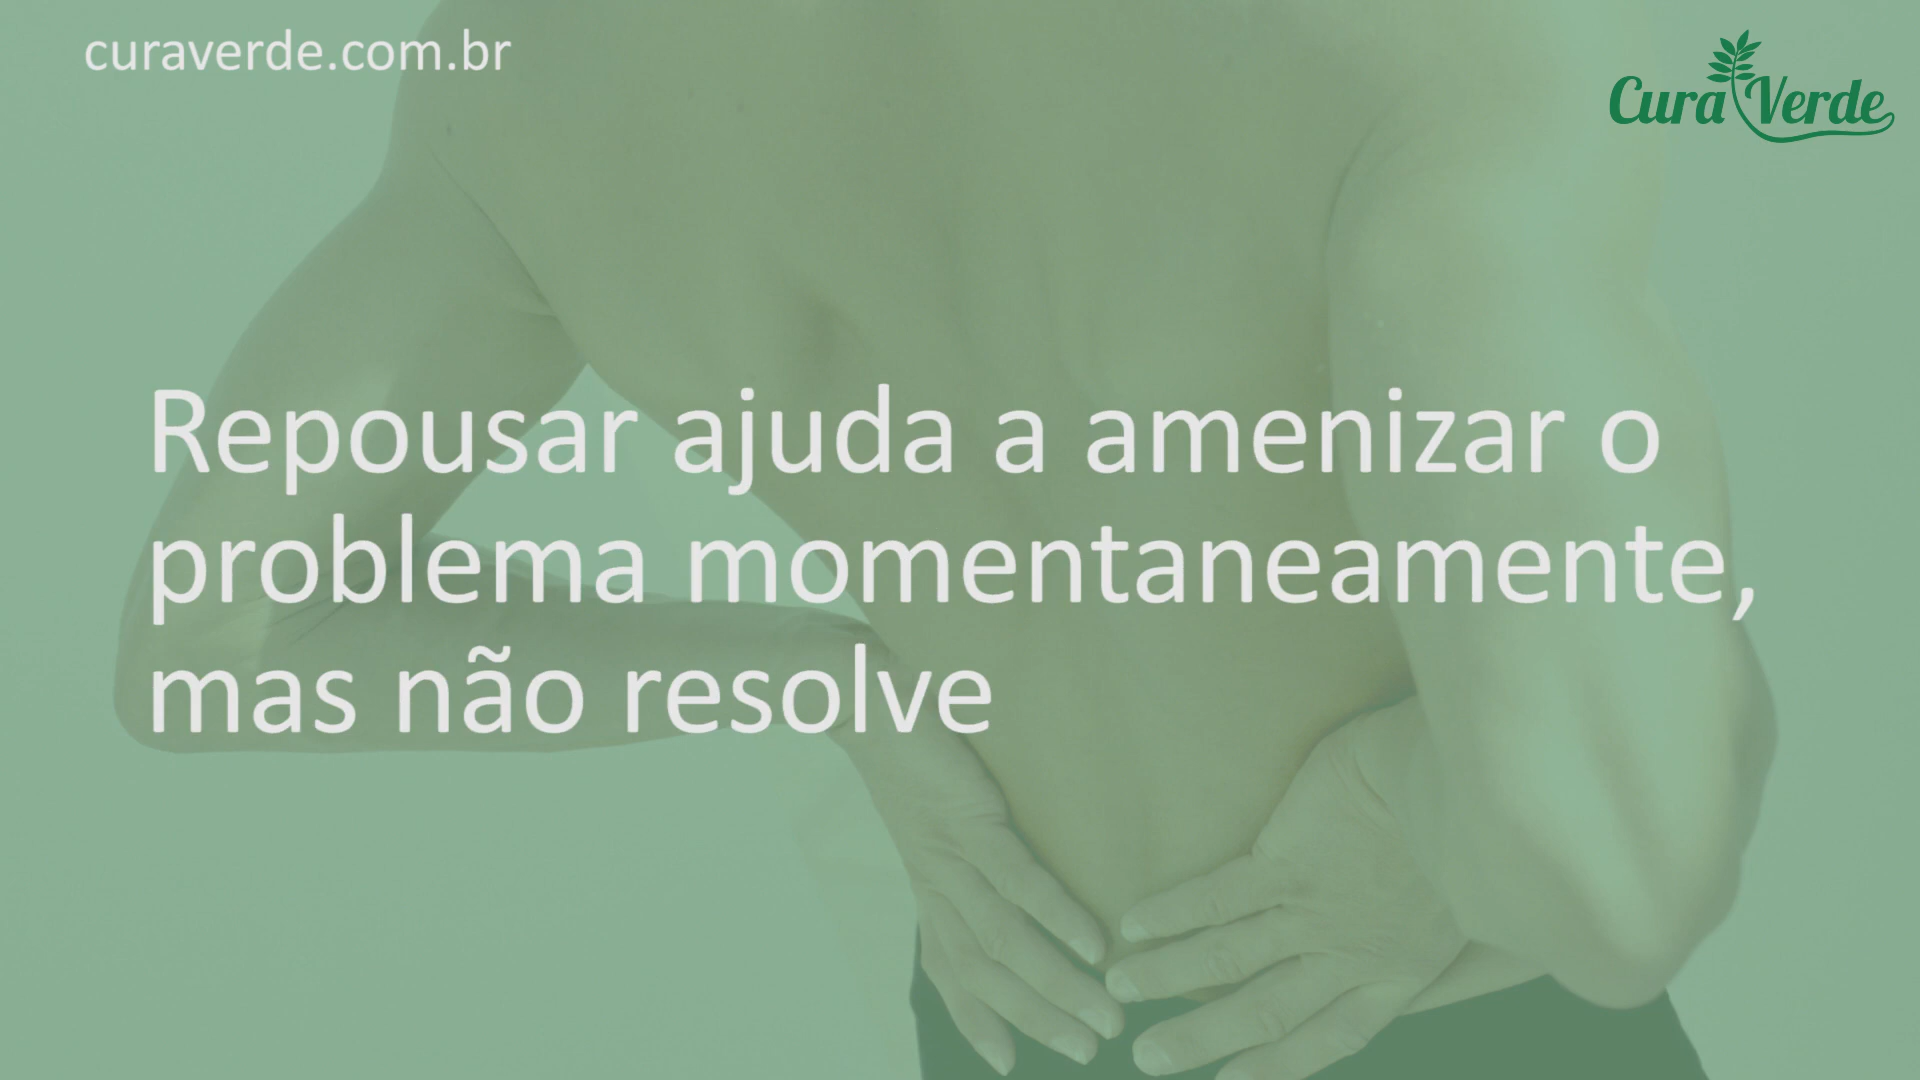 curaverde.com.br
Cura Verde
Repousar ajuda a amenizar o
problema momentaneamente,
mas não resolve